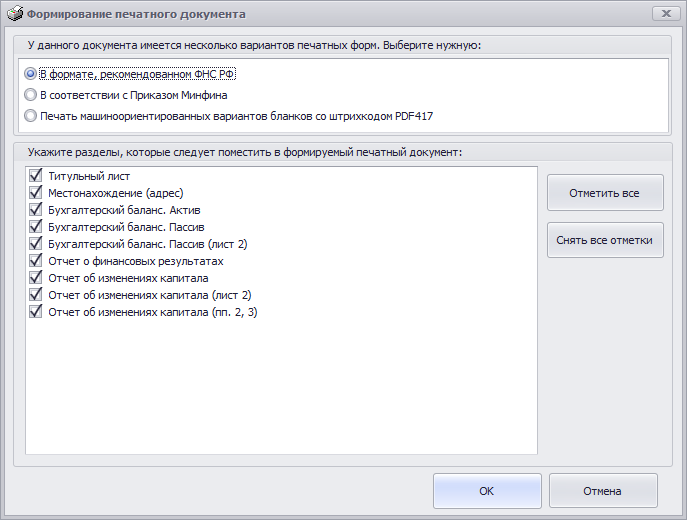 Формирование печатного документа
У данного документа имеется несколько вариантов печатных форм. Выберите нужную:
В формате, рекомендованном ФНС РФ
В соответствии с Приказом Минфина
Печать машиноориентированных вариантов бланков со штрихкодом PDF417
Укажите разделы, которые следует поместить в формируемый печатный документ:
Титульный лист
Местонахождение (адрес)
Бухгалтерский баланс. Актив
Бухгалтерский баланс. Пассив
Бухгалтерский баланс. Пассив (лист 2)
Отчет о финансовых результатах
Отчет об изменениях капитала
Отчет об изменениях капитала (лист 2)
Отчет об изменениях капитала (пп. 2, 3)
Отметить все
Снять все отметки
OK
Отмена